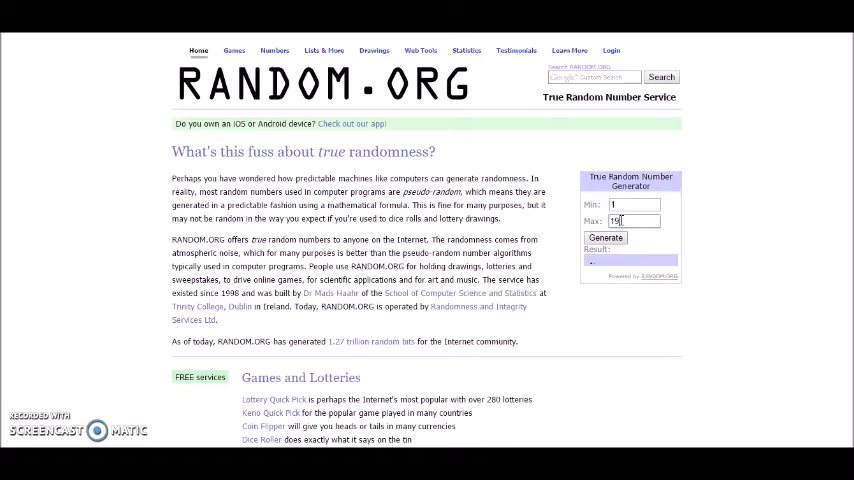 Home Games Numbers Lists & More Drawings Web Tools Statistics Testimonials Learn More Login
RANDOM.ORG
Search RANDOM.ORG
Google Custom Search Search
True Random Number Service
Do you own an iOS or Android device? Check out our app!
What's this fuss about true randomness?
Perhaps you have wondered how predictable machines like computers can generate randomness. In
reality, most random numbers used in computer programs are pseudo-random, which means they are
generated in a predictable fashion using a mathematical formula. This is fine for many purposes, but it
may not be random in the way you expect if you're used to dice rolls and lottery drawings.
RANDOM.ORG offers true random numbers to anyone on the Internet. The randomness comes from
atmospheric noise, which for many purposes is better than the pseudo-random number algorithms
typically used in computer programs. People use RANDOM.ORG for holding drawings, lotteries and
sweepstakes, to drive online games, for scientific applications and for art and music. The service has
existed since 1998 and was built by Dr Mads Haahr of the School of Computer Science and Statistics at
Trinity College, Dublin in Ireland. Today, RANDOM.ORG is operated by Randomness and Integrity
Services Ltd.
As of today, RANDOM.ORG has generated 1.27 trillion random bits for the Internet community.
True Random Number
Generator
Min: 1
Max: 19
Generate
Result:
Powered by RANDOM.ORG
FREE services
Games and Lotteries
Lottery Quick Pick is perhaps the Internet's most popular with over 280 lotteries
Keno Quick Pick for the popular game played in many countries
Coin Flipper will give you heads or tails in many currencies
Dice Roller does exactly what it says on the tin
RECORDED WITH
SCREENCAST MATIC